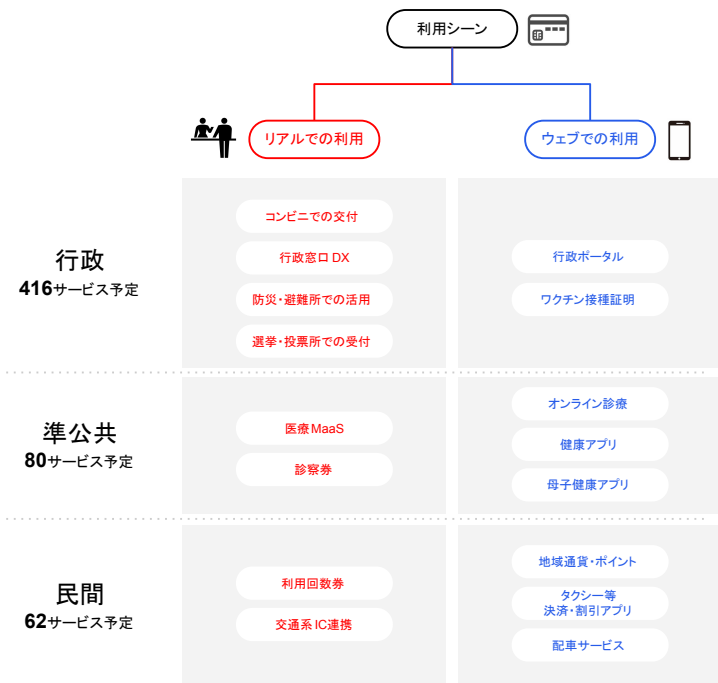 利用シーン
リアルでの利用
ウェブでの利用
行政
416サービス予定
コンビニでの交付
行政窓口 DX
防災・避難所での活用
選挙・投票所での受付
行政ポータル
ワクチン接種証明
準公共
80サービス予定
医療 MaaS
診察券
オンライン診療
健康アプリ
母子健康アプリ
民間
62サービス予定
利用回数券
交通系 IC連携
地域通貨・ポイント
タクシー等
決済・割引アプリ
配車サービス